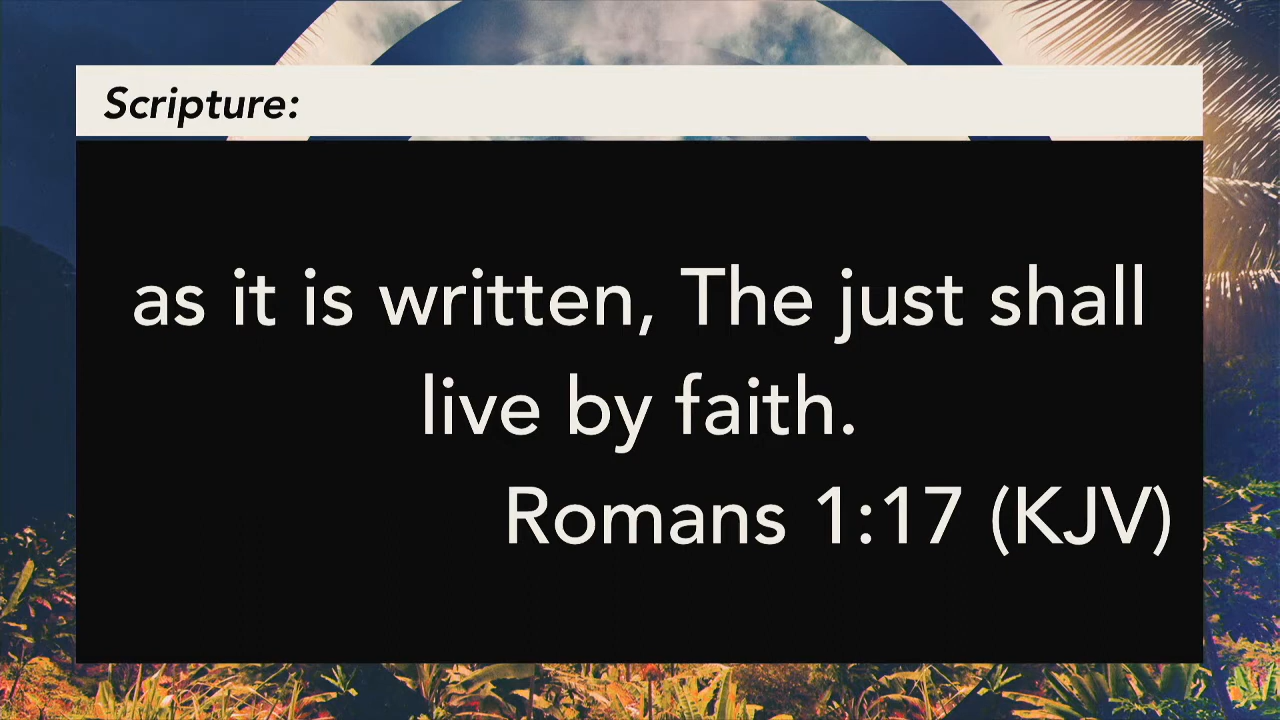 Scripture:
as it is written, The just shall
live by faith.
Romans 1:17 (KJV)